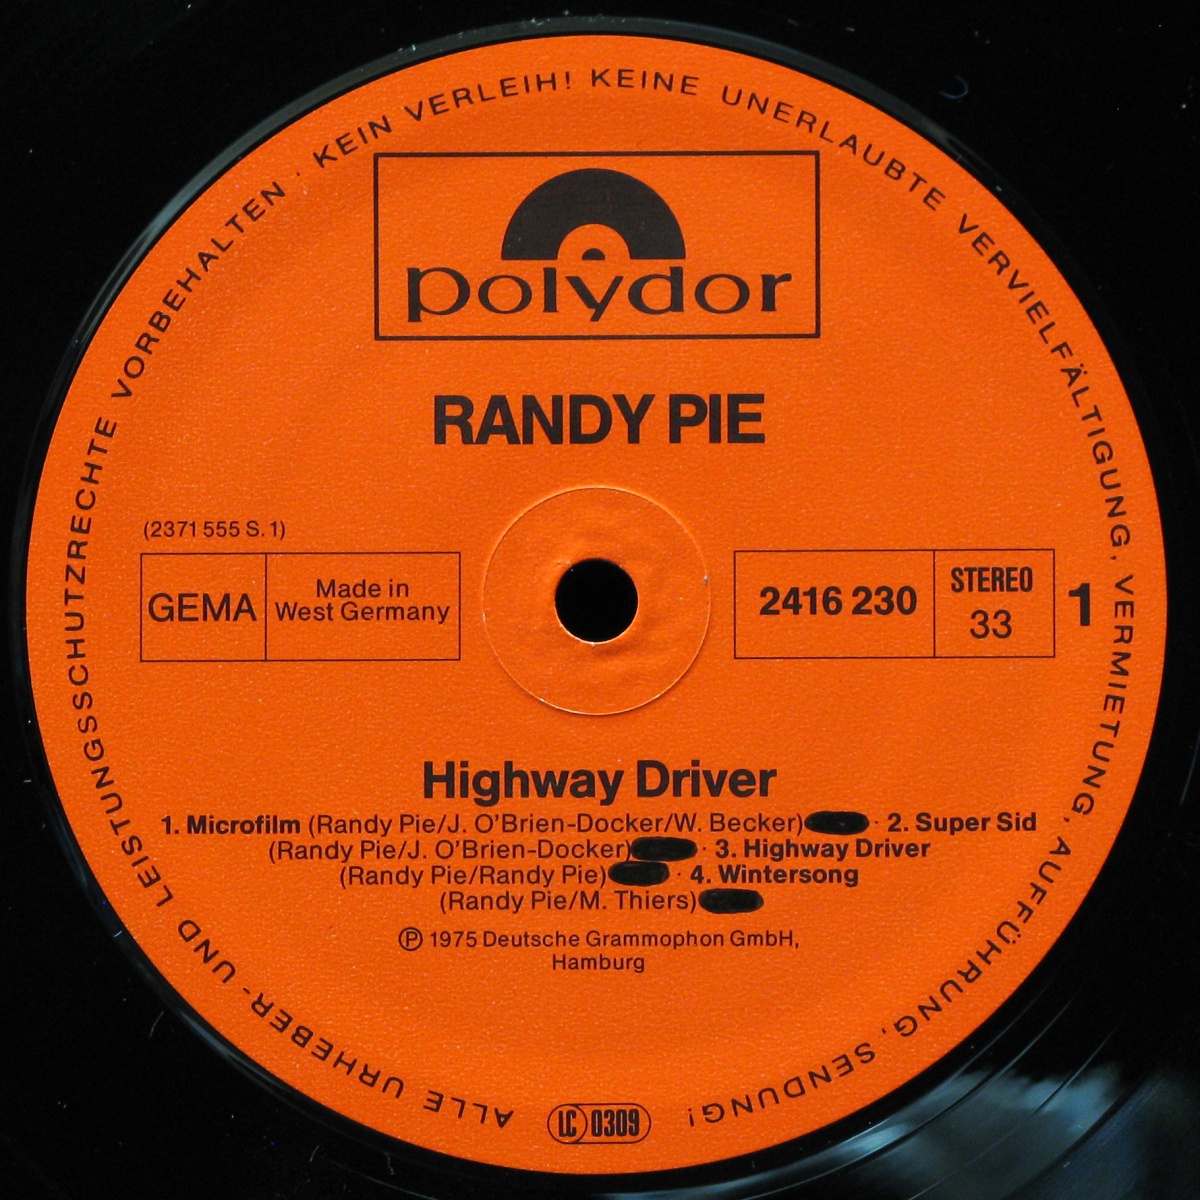 ALLE URHEBER- UND LEISTUNGSSCHUTZRECHTE VORBEHALTEN · KEIN VERLEIH! KEINE UNERLAUBTE VERVIELFÄLTIGUNG, VERMIETUNG, AUFFÜHRUNG, SENDUNG!
polydor
RANDY PIE
(2371 555 S. 1)
GEMA
Made in
West Germany
2416 230
STEREO
33
1
Highway Driver
1. Microfilm (Randy Pie/J. O'Brien-Docker/W. Becker) · 2. Super Sid
(Randy Pie/J. O'Brien-Docker) · 3. Highway Driver
(Randy Pie/Randy Pie) · 4. Wintersong
(Randy Pie/M. Thiers)
Ⓟ 1975 Deutsche Grammophon GmbH,
Hamburg
LC 0309